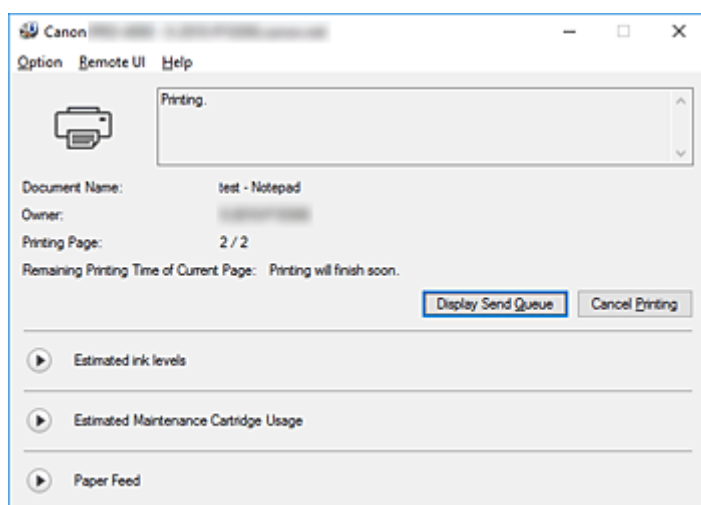 Canon
Option Remote UI Help
Printing.
Document Name: test - Notepad
Owner:
Printing Page: 2 / 2
Remaining Printing Time of Current Page: Printing will finish soon.
Display Send Queue Cancel Printing
Estimated ink levels
Estimated Maintenance Cartridge Usage
Paper Feed